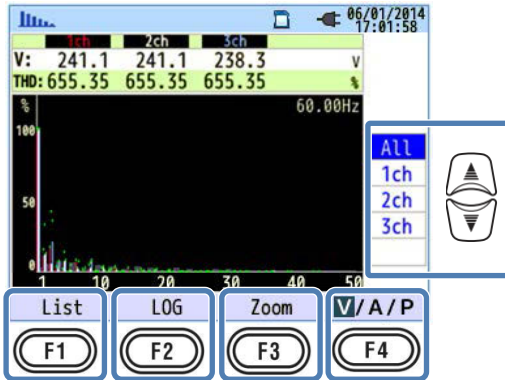 06/01/2014
17:01:58
1ch 2ch 3ch
V: 241.1 241.1 238.3 V
THD: 655.35 655.35 655.35 %
% 60.00Hz
100
50
0
1 10 20 30 40 50
All
1ch
2ch
3ch
List LOG Zoom V/A/P
F1 F2 F3 F4